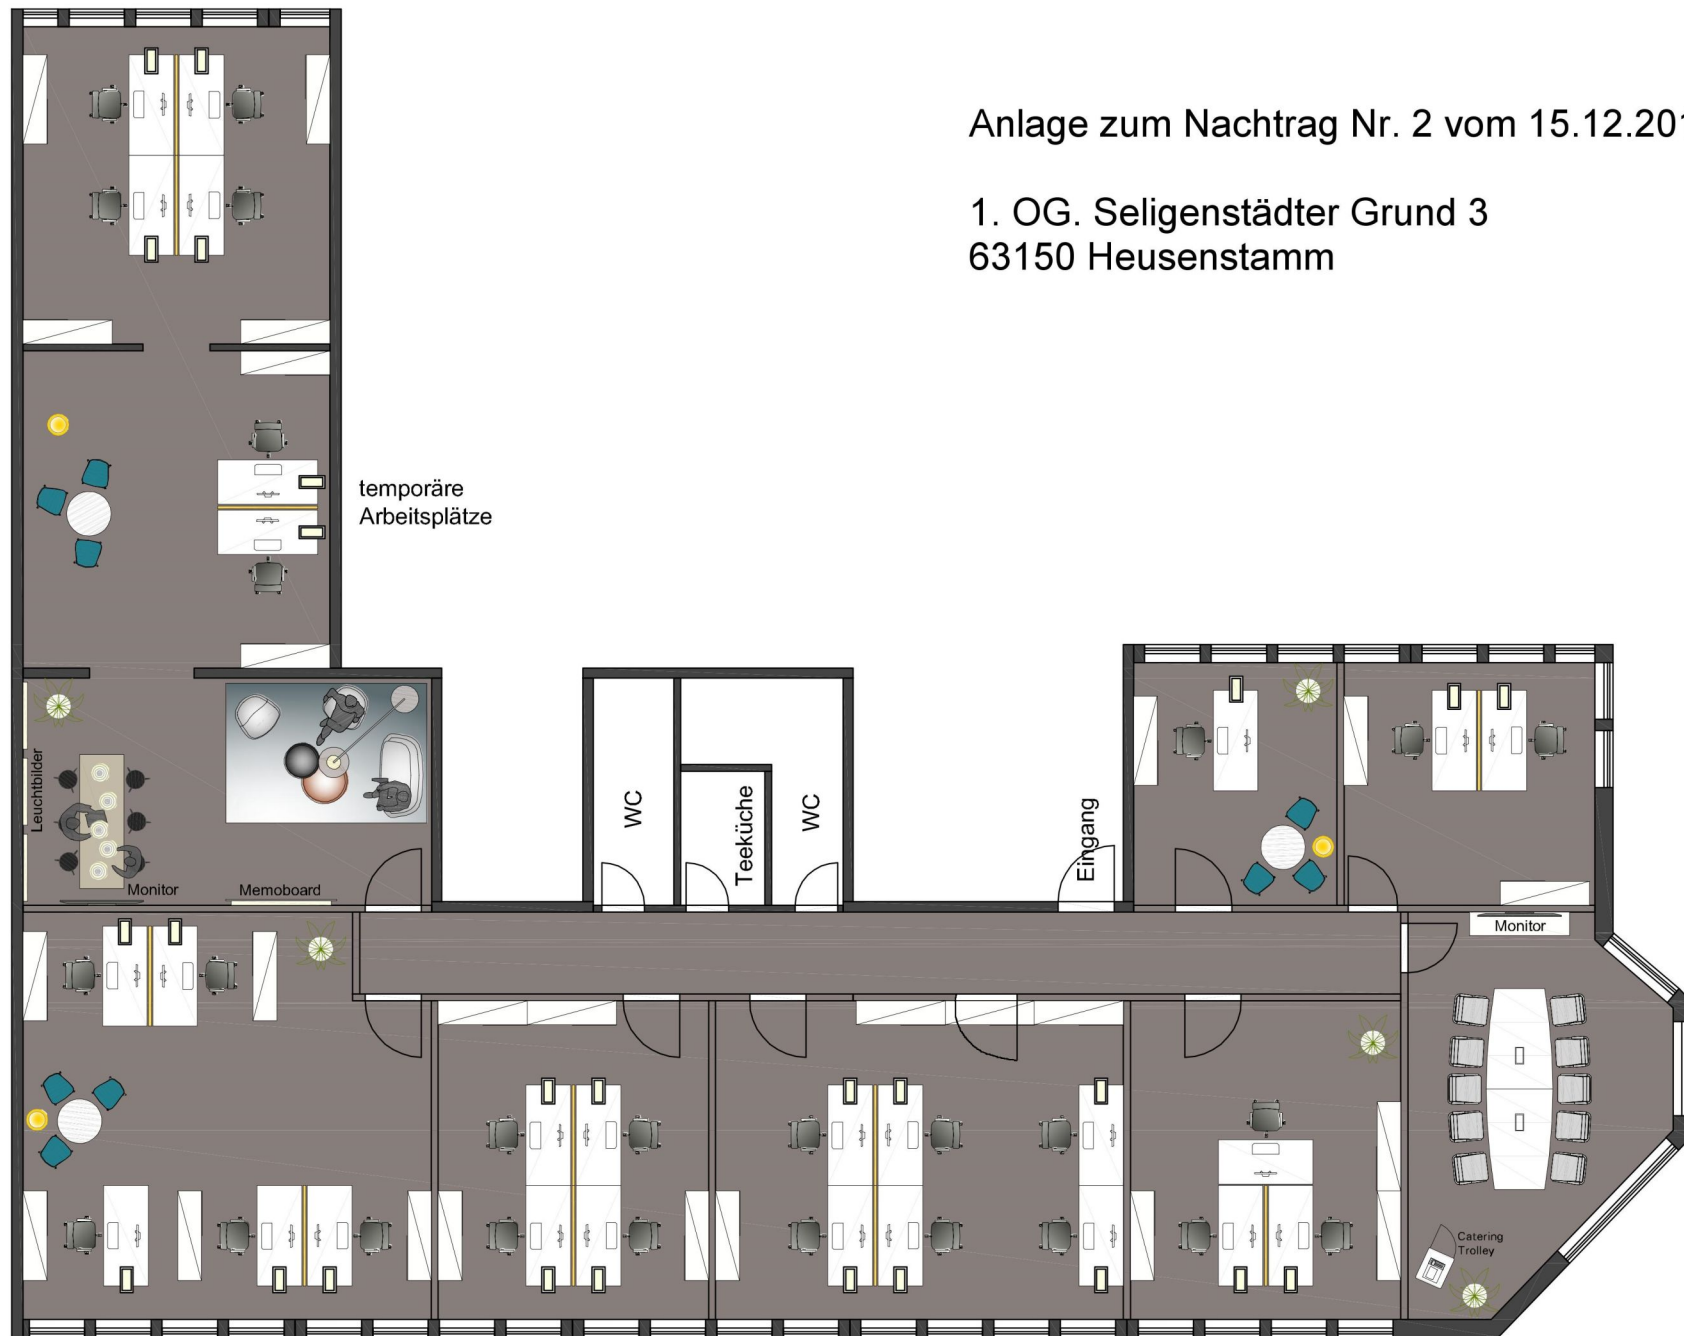 Anlage zum Nachtrag Nr. 2 vom 15.12.201
1. OG. Seligenstädter Grund 3
63150 Heusenstamm
temporäre
Arbeitsplätze
Leuchtbilder
Monitor
Memoboard
WC
Teeküche
WC
Eingang
Monitor
Catering
Trolley